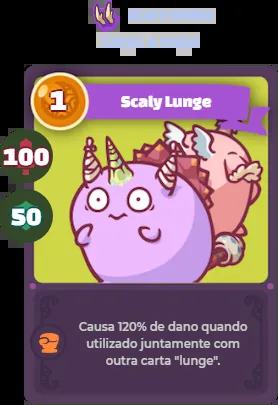 1
Scaly Lunge
100
50
Causa 120% de dano quando
utilizado juntamente com
outra carta "lunge".